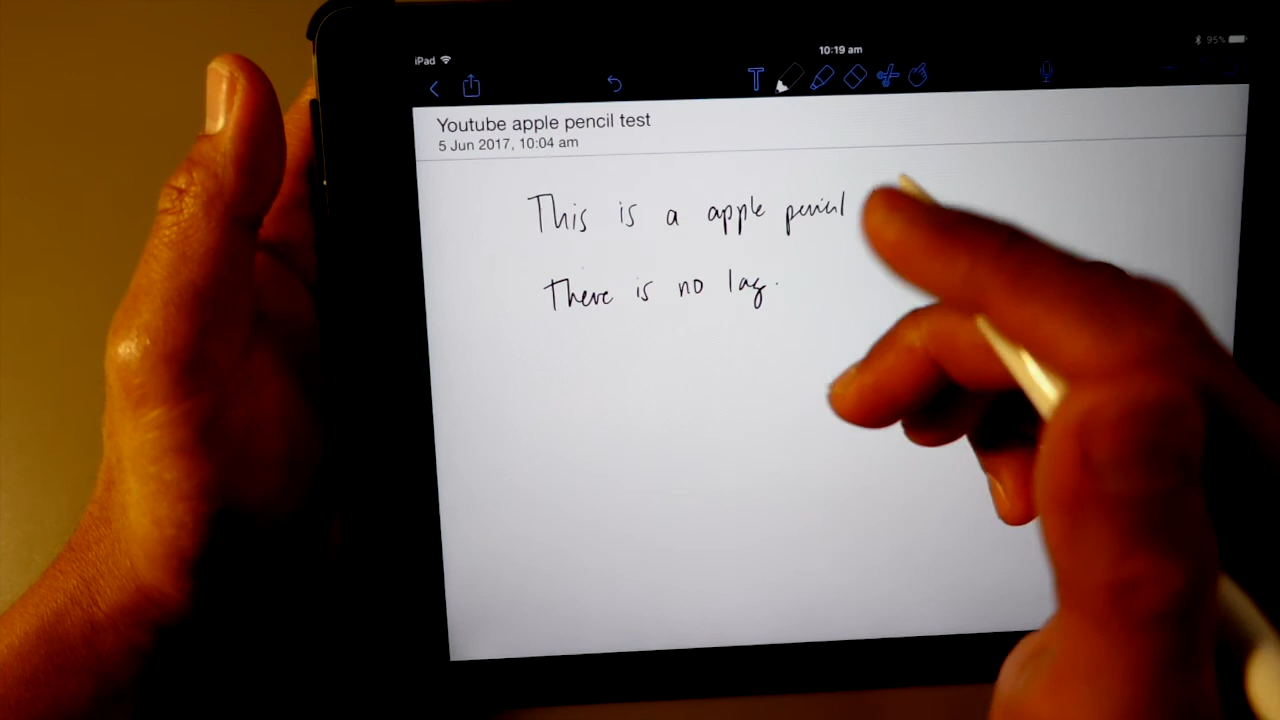 iPad
10:19 am
95%
T
Youtube apple pencil test
5 Jun 2017, 10:04 am
This is a apple pencil
There is no lag.